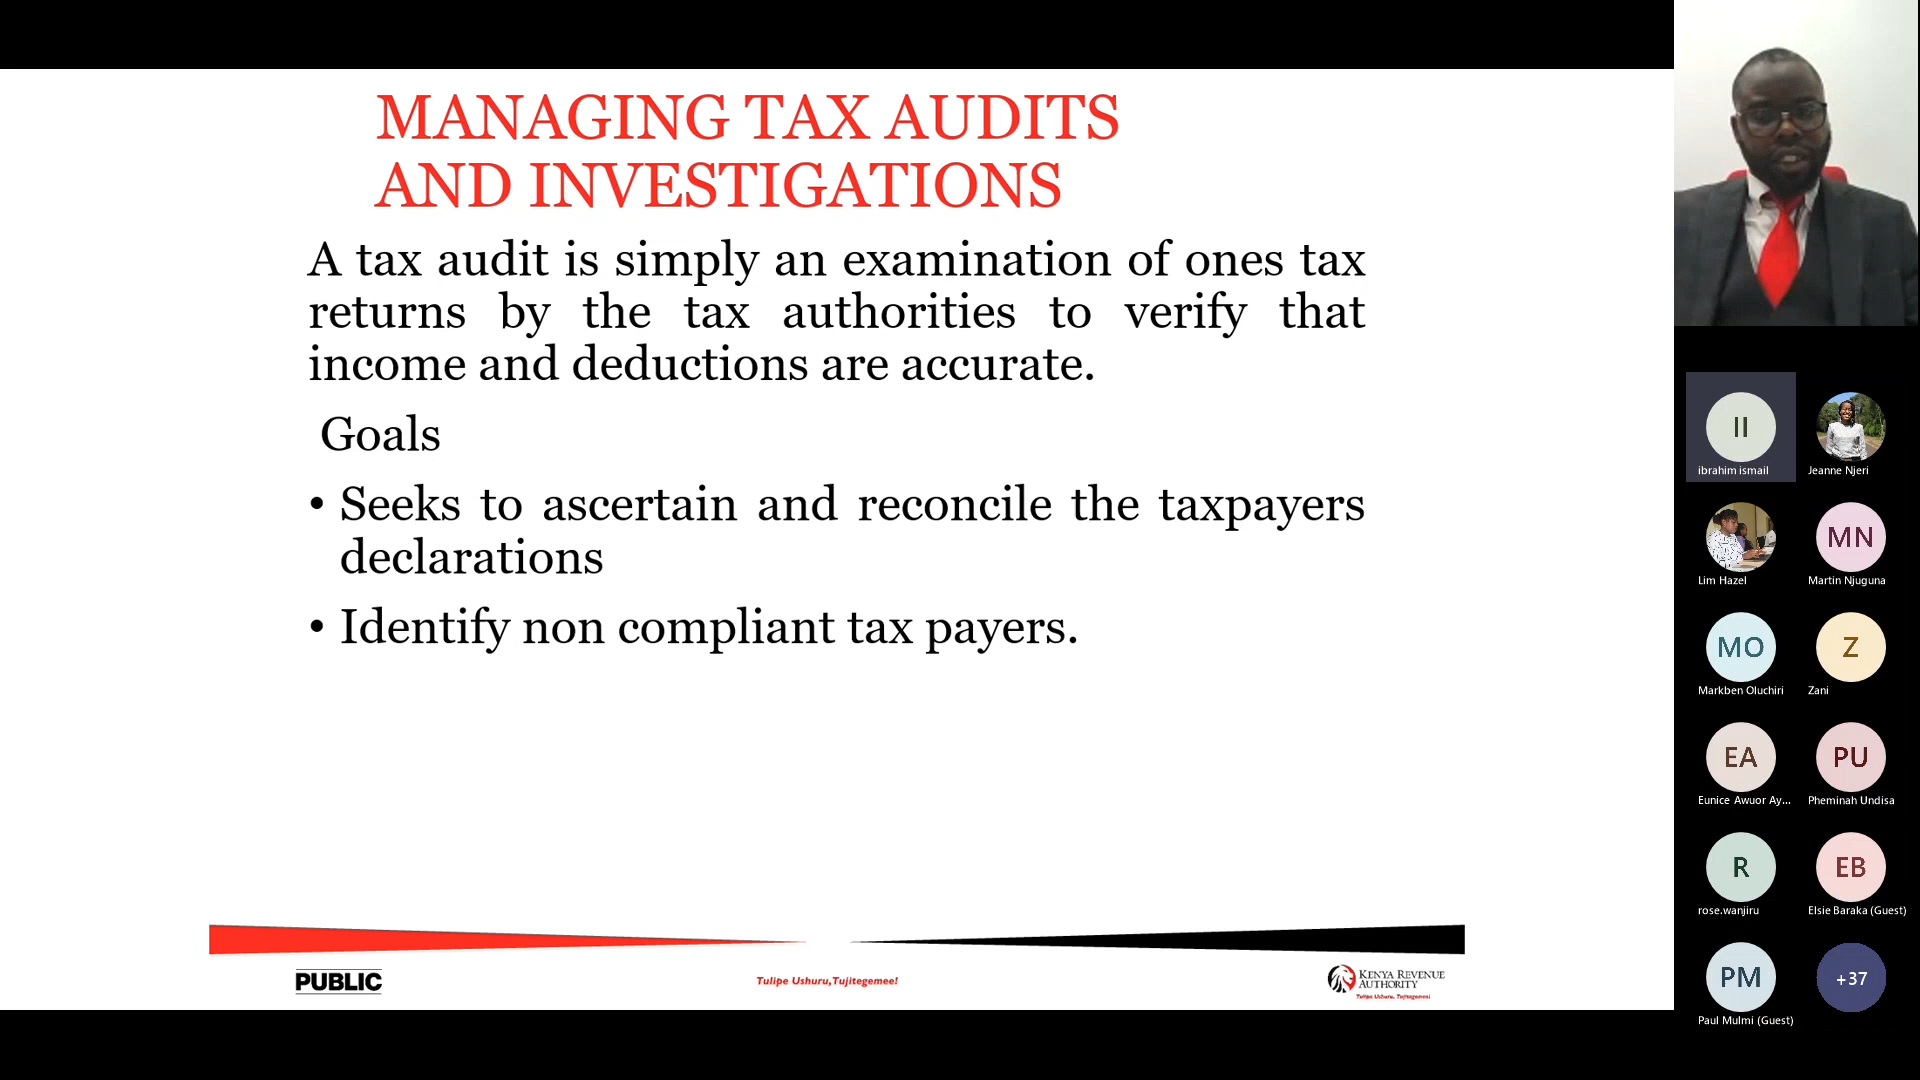 MANAGING TAX AUDITS
AND INVESTIGATIONS
A tax audit is simply an examination of ones tax
returns by the tax authorities to verify that
income and deductions are accurate.
Goals
• Seeks to ascertain and reconcile the taxpayers
declarations
• Identify non compliant tax payers.
PUBLIC
Tulipe Ushuru,Tujitegemee!
KENYA REVENUE
AUTHORITY
Tulipe Ushuru, Tujitegemee!
II
ibrahim ismail
Jeanne Njeri
Lim Hazel
MN
Martin Njuguna
MO
Markben Oluchiri
Z
Zani
EA
Eunice Awuor Ay...
PU
Pheminah Undisa
R
rose.wanjiru
EB
Elsie Baraka (Guest)
PM
Paul Mulmi (Guest)
+37